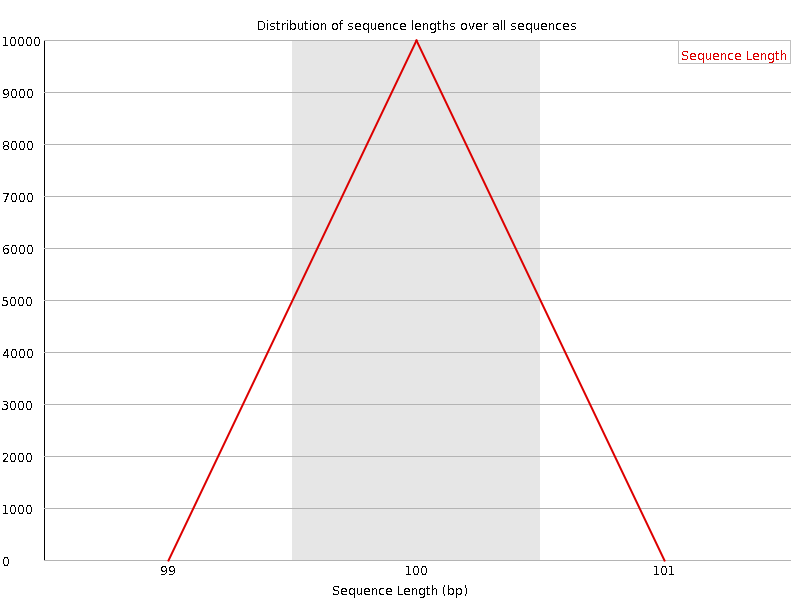 Distribution of sequence lengths over all sequences
Sequence Length
10000
9000
8000
7000
6000
5000
4000
3000
2000
1000
0
99 100 101
Sequence Length (bp)